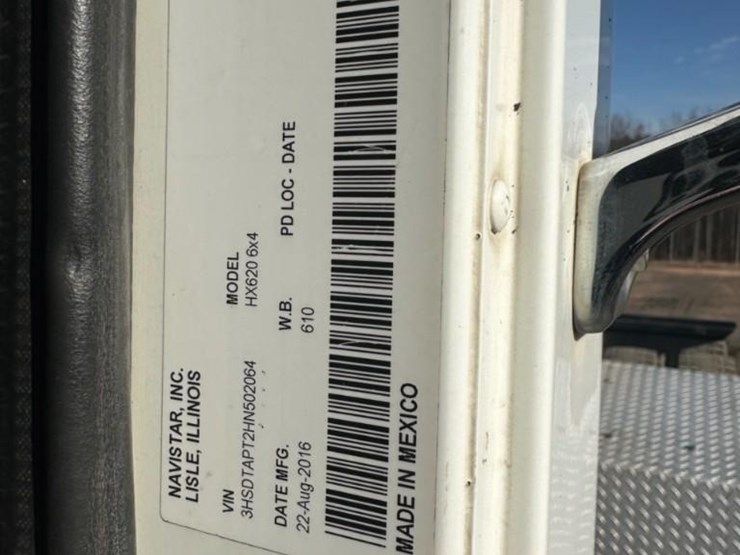 NAVISTAR, INC.
LISLE, ILLINOIS
VIN MODEL
3HSDTAPT2HN502064 HX620 6x4
DATE MFG. W.B. PD LOC - DATE
22-Aug-2016 610
MADE IN MEXICO